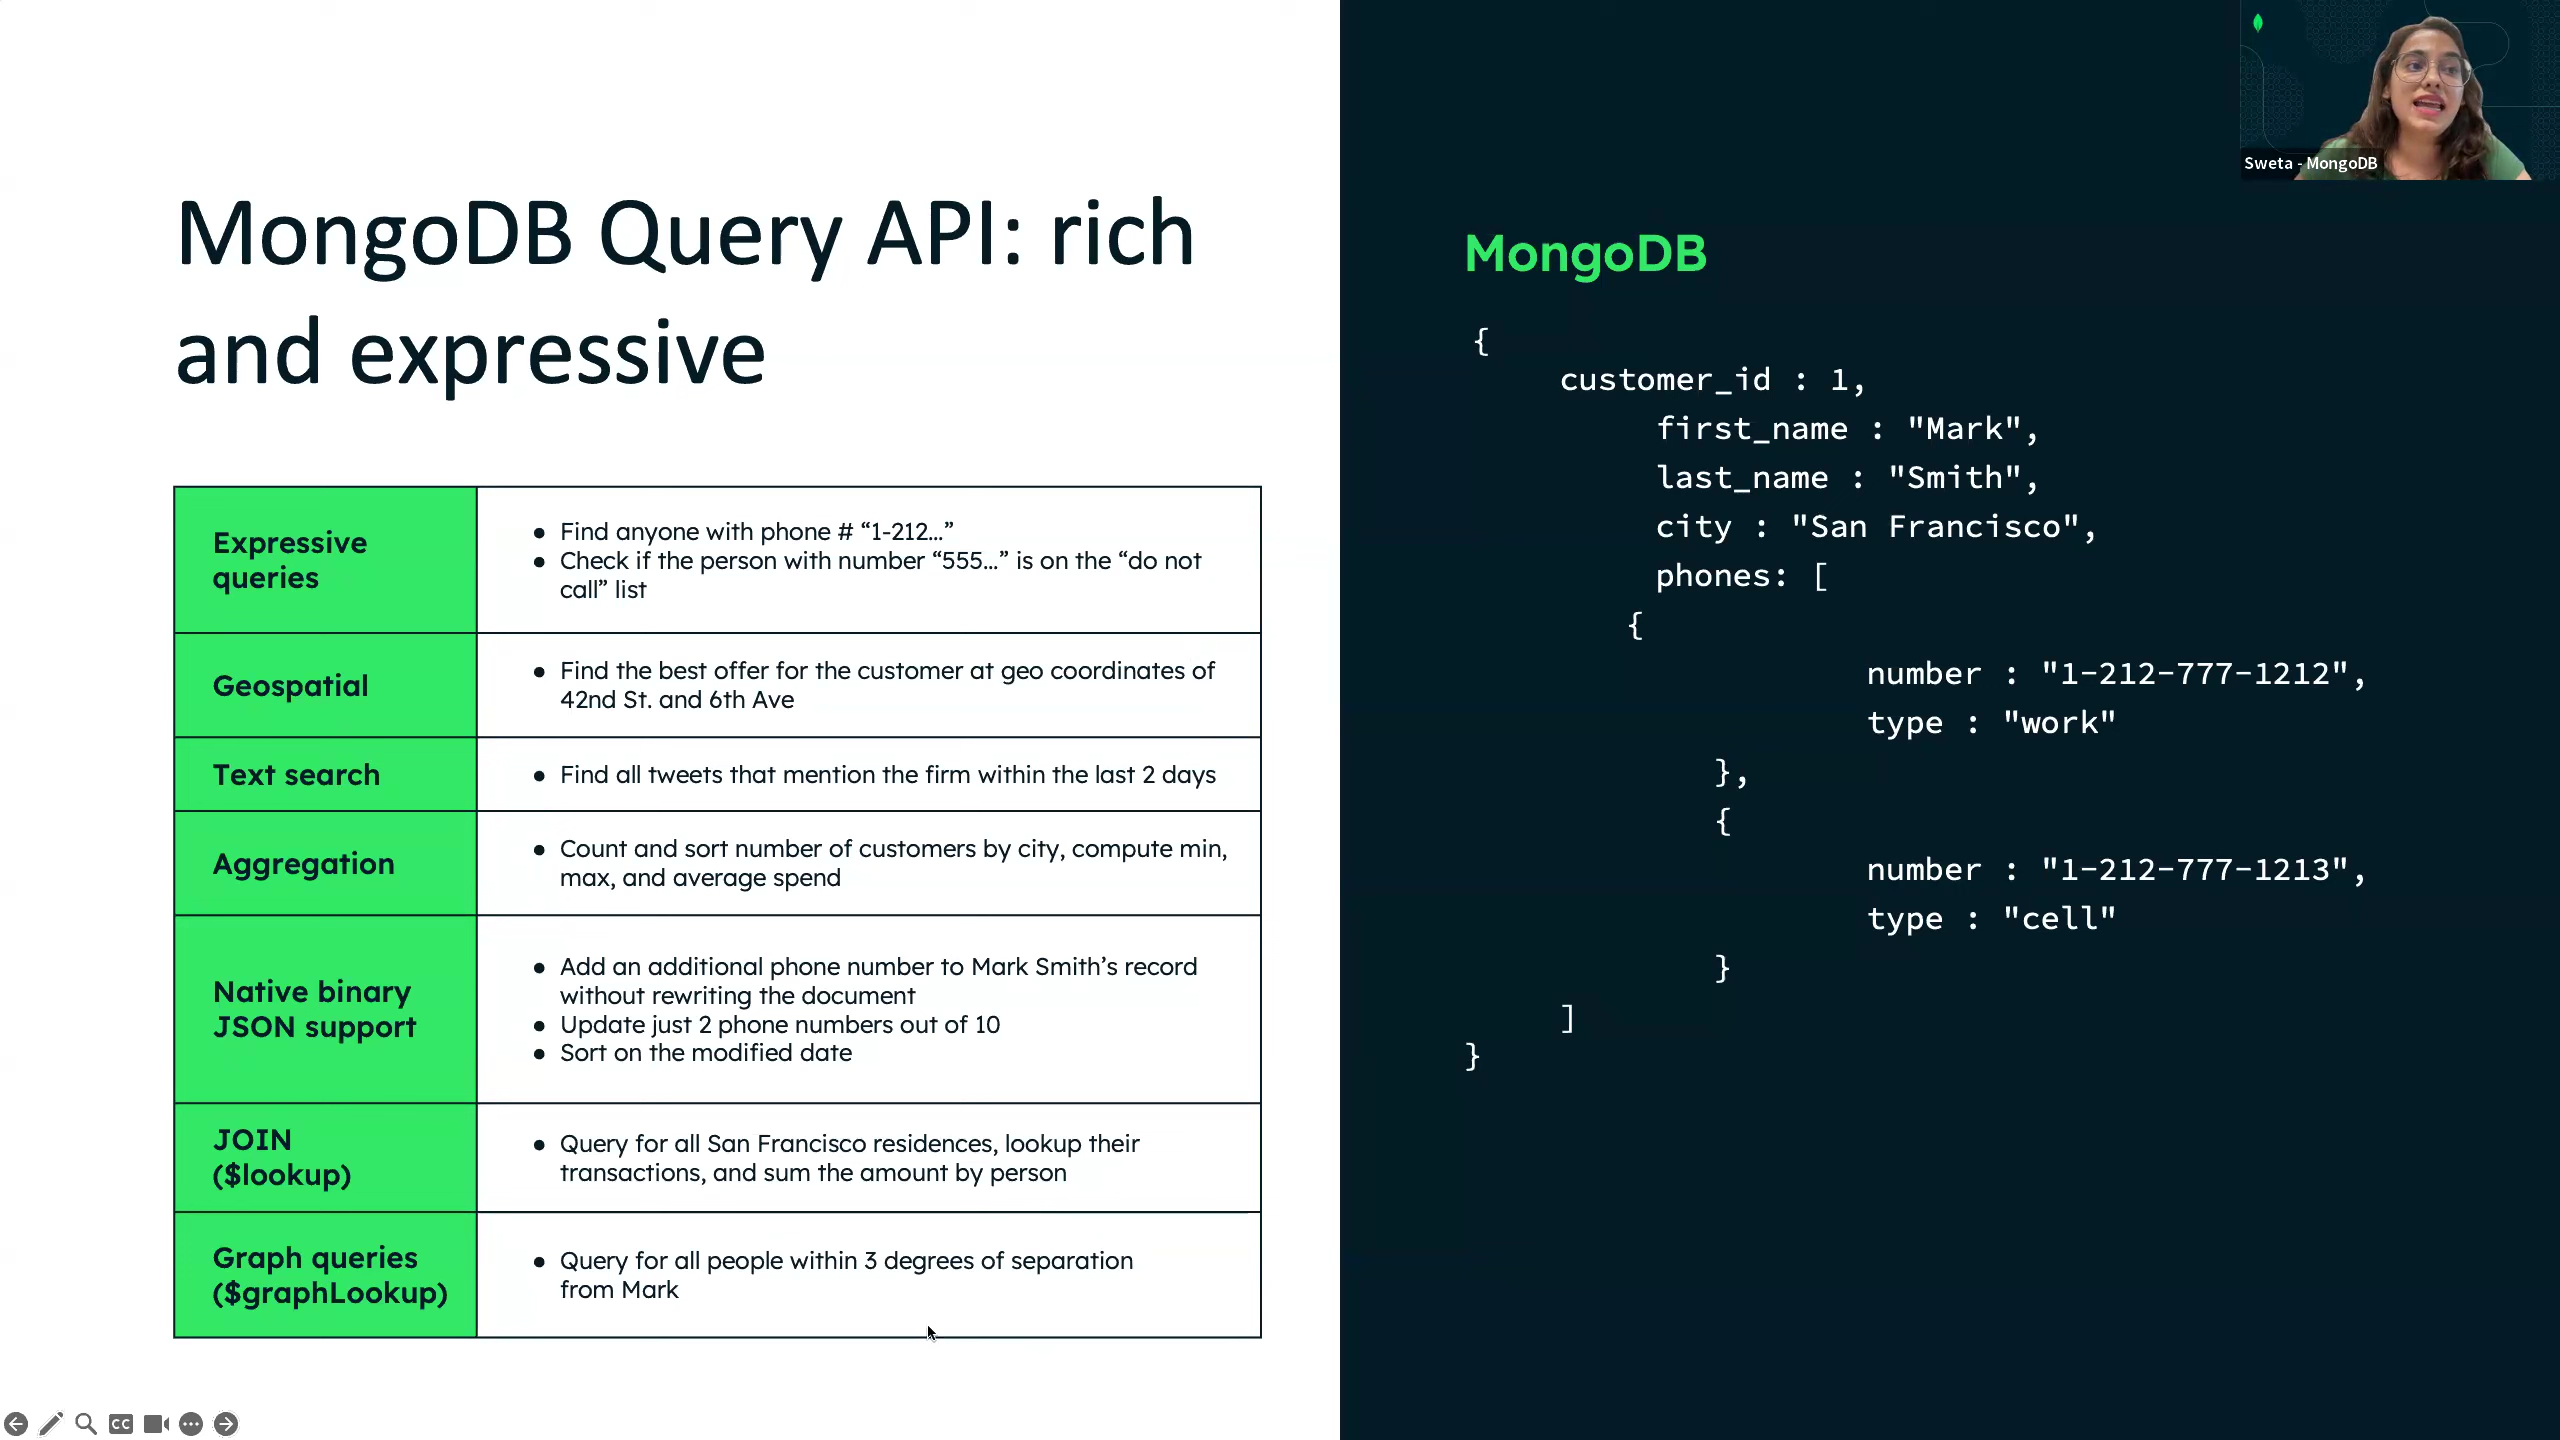 MongoDB Query API: rich
and expressive
Expressive
queries
● Find anyone with phone # “1-212...”
● Check if the person with number “555...” is on the “do not
call” list
Geospatial
● Find the best offer for the customer at geo coordinates of
42nd St. and 6th Ave
Text search
● Find all tweets that mention the firm within the last 2 days
Aggregation
● Count and sort number of customers by city, compute min,
max, and average spend
Native binary
JSON support
● Add an additional phone number to Mark Smith’s record
without rewriting the document
● Update just 2 phone numbers out of 10
● Sort on the modified date
JOIN
($lookup)
● Query for all San Francisco residences, lookup their
transactions, and sum the amount by person
Graph queries
($graphLookup)
● Query for all people within 3 degrees of separation
from Mark
CC
Sweta - MongoDB
MongoDB
{
customer_id : 1,
first_name : "Mark",
last_name : "Smith",
city : "San Francisco",
phones: [
{
number : "1-212-777-1212",
type : "work"
},
{
number : "1-212-777-1213",
type : "cell"
}
]
}